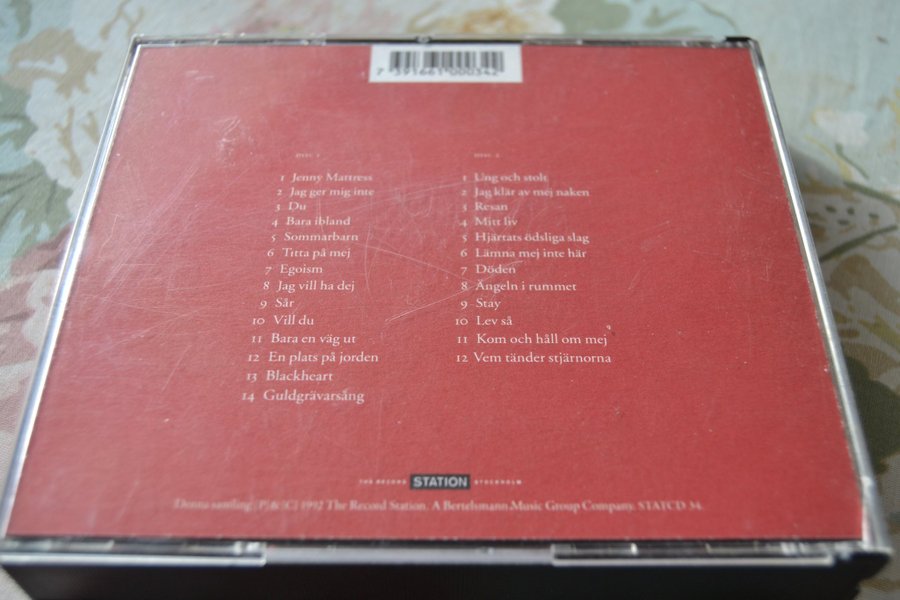 7 391661 000342
DISC 1
1 Jenny Mattress
2 Jag ger mig inte
3 Du
4 Bara ibland
5 Sommarbarn
6 Titta på mej
7 Egoism
8 Jag vill ha dej
9 Sår
10 Vill du
11 Bara en väg ut
12 En plats på jorden
13 Blackheart
14 Guldgrävarsång
DISC 2
1 Ung och stolt
2 Jag klär av mej naken
3 Resan
4 Mitt liv
5 Hjärtats ödsliga slag
6 Lämna mej inte här
7 Döden
8 Ängeln i rummet
9 Stay
10 Lev så
11 Kom och håll om mej
12 Vem tänder stjärnorna
THE RECORD STATION STOCKHOLM
Denna samling (P) & (C) 1992 The Record Station. A Bertelsmann Music Group Company. STATCD 34.